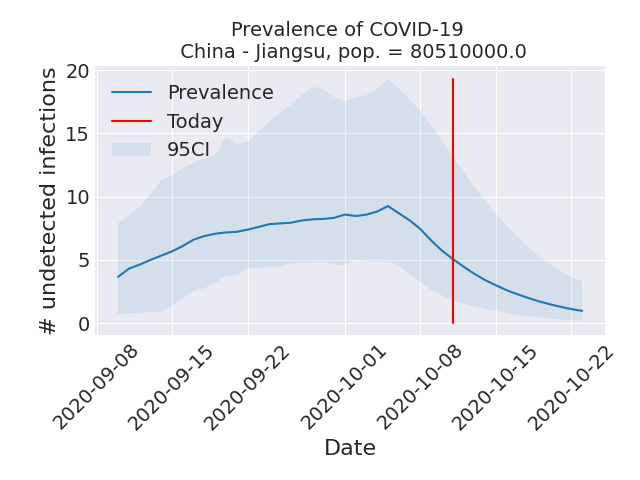 Prevalence of COVID-19
China - Jiangsu, pop. = 80510000.0
# undetected infections
20
15
10
5
0
Prevalence
Today
95CI
2020-09-08
2020-09-15
2020-09-22
2020-10-01
2020-10-08
2020-10-15
2020-10-22
Date